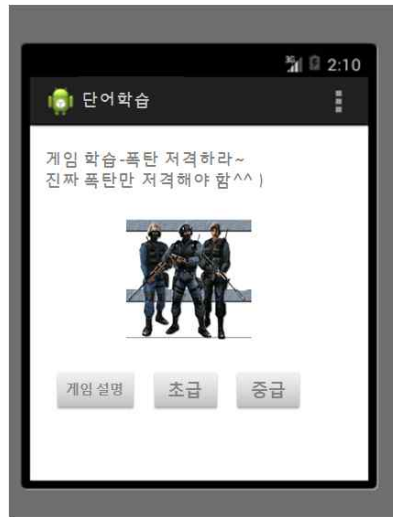 3G 2:10
단어학습
게임 학습-폭탄 저격하라~
진짜 폭탄만 저격해야 함^^ )
게임 설명 초급 중급